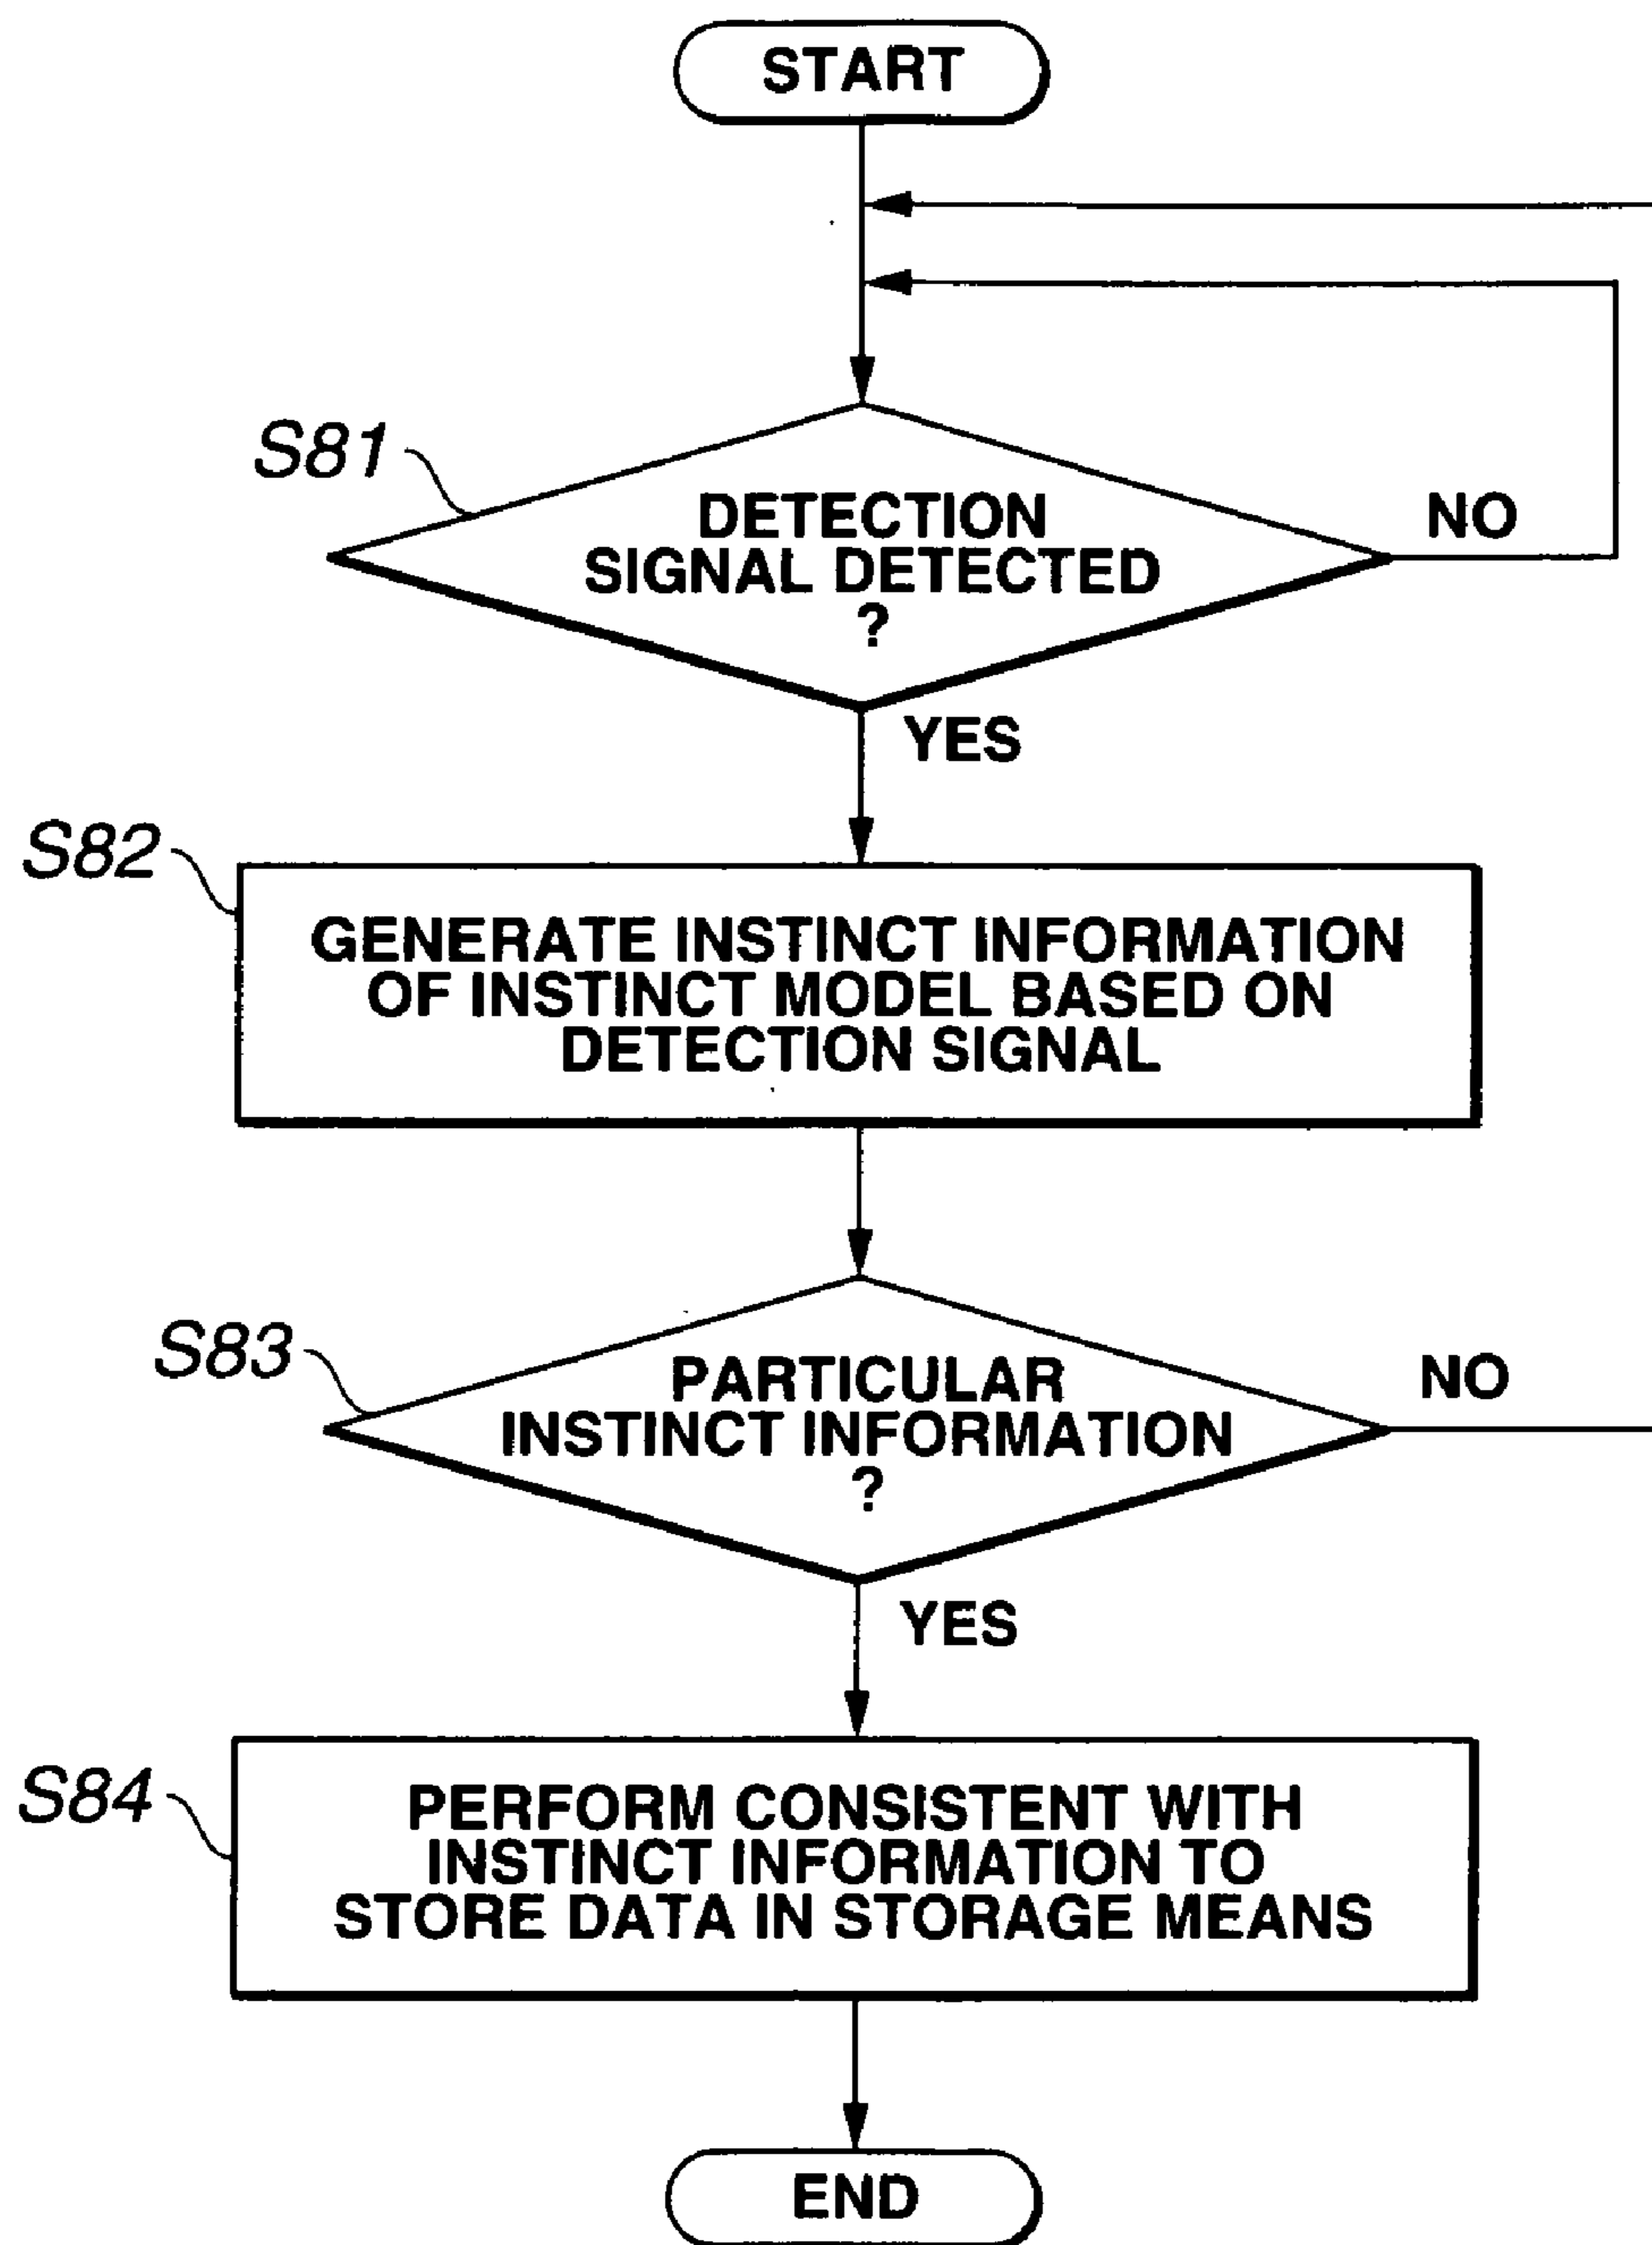 START
S81
DETECTION
SIGNAL DETECTED
?
NO
YES
S82
GENERATE INSTINCT INFORMATION
OF INSTINCT MODEL BASED ON
DETECTION SIGNAL
S83
PARTICULAR
INSTINCT INFORMATION
?
NO
YES
S84
PERFORM CONSISTENT WITH
INSTINCT INFORMATION TO
STORE DATA IN STORAGE MEANS
END